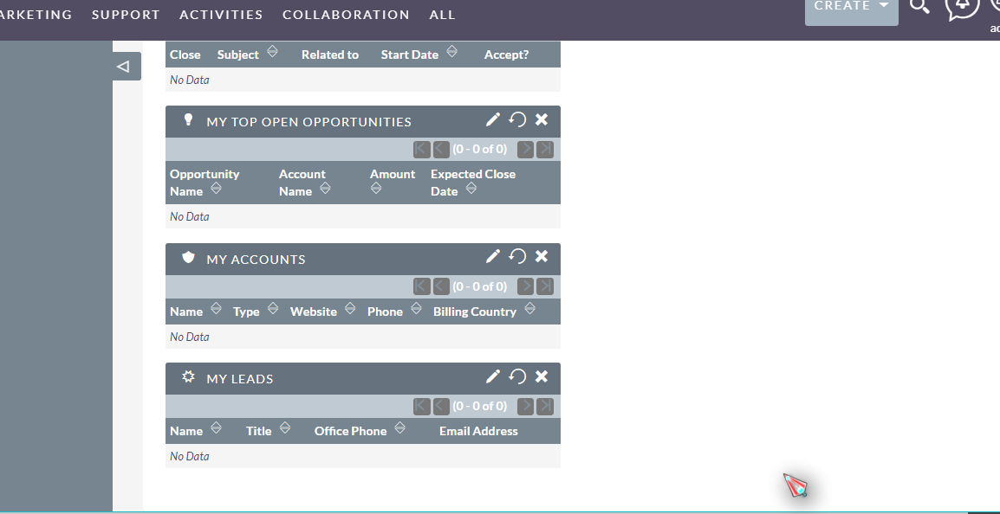 ARKETING SUPPORT ACTIVITIES COLLABORATION ALL CREATE
Close Subject Related to Start Date Accept?
No Data
MY TOP OPEN OPPORTUNITIES
(0 - 0 of 0)
Opportunity Name Account Name Amount Expected Close Date
No Data
MY ACCOUNTS
(0 - 0 of 0)
Name Type Website Phone Billing Country
No Data
MY LEADS
(0 - 0 of 0)
Name Title Office Phone Email Address
No Data